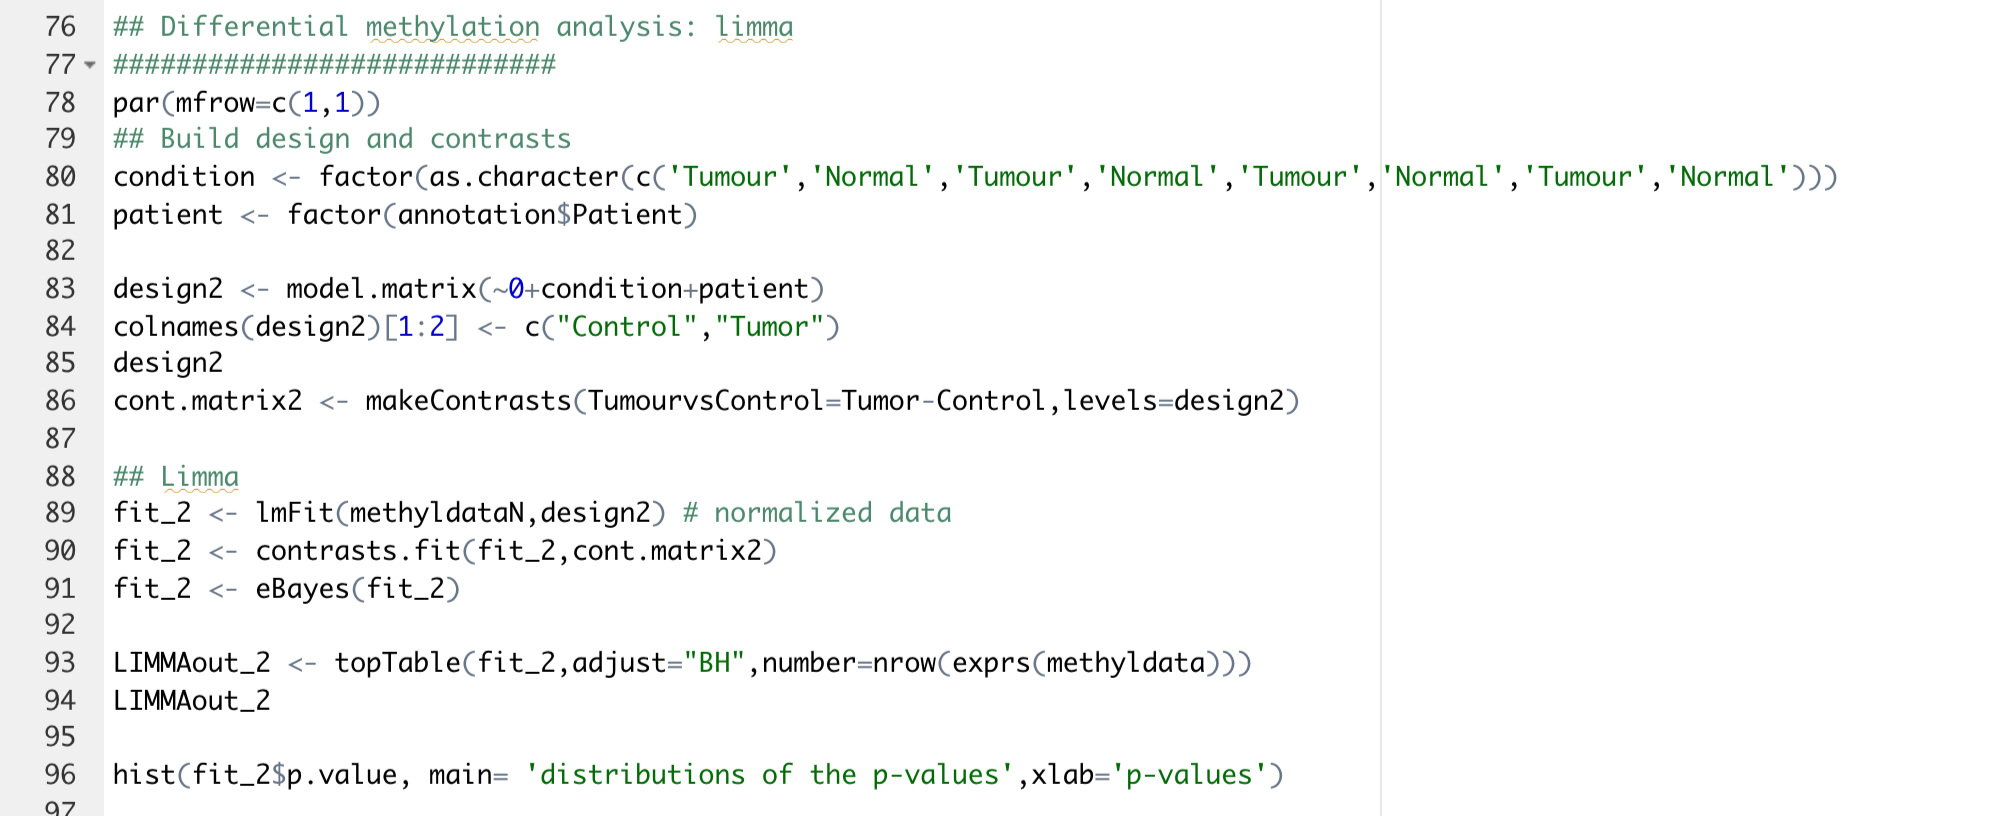 76 ## Differential methylation analysis: limma
77 ############################
78 par(mfrow=c(1,1))
79 ## Build design and contrasts
80 condition <- factor(as.character(c('Tumour','Normal','Tumour','Normal','Tumour','Normal','Tumour','Normal')))
81 patient <- factor(annotation$Patient)
82
83 design2 <- model.matrix(~0+condition+patient)
84 colnames(design2)[1:2] <- c("Control","Tumor")
85 design2
86 cont.matrix2 <- makeContrasts(TumourvsControl=Tumor-Control,levels=design2)
87
88 ## Limma
89 fit_2 <- lmFit(methyldataN,design2) # normalized data
90 fit_2 <- contrasts.fit(fit_2,cont.matrix2)
91 fit_2 <- eBayes(fit_2)
92
93 LIMMAout_2 <- topTable(fit_2,adjust="BH",number=nrow(exprs(methyldata)))
94 LIMMAout_2
95
96 hist(fit_2$p.value, main= 'distributions of the p-values',xlab='p-values')
97